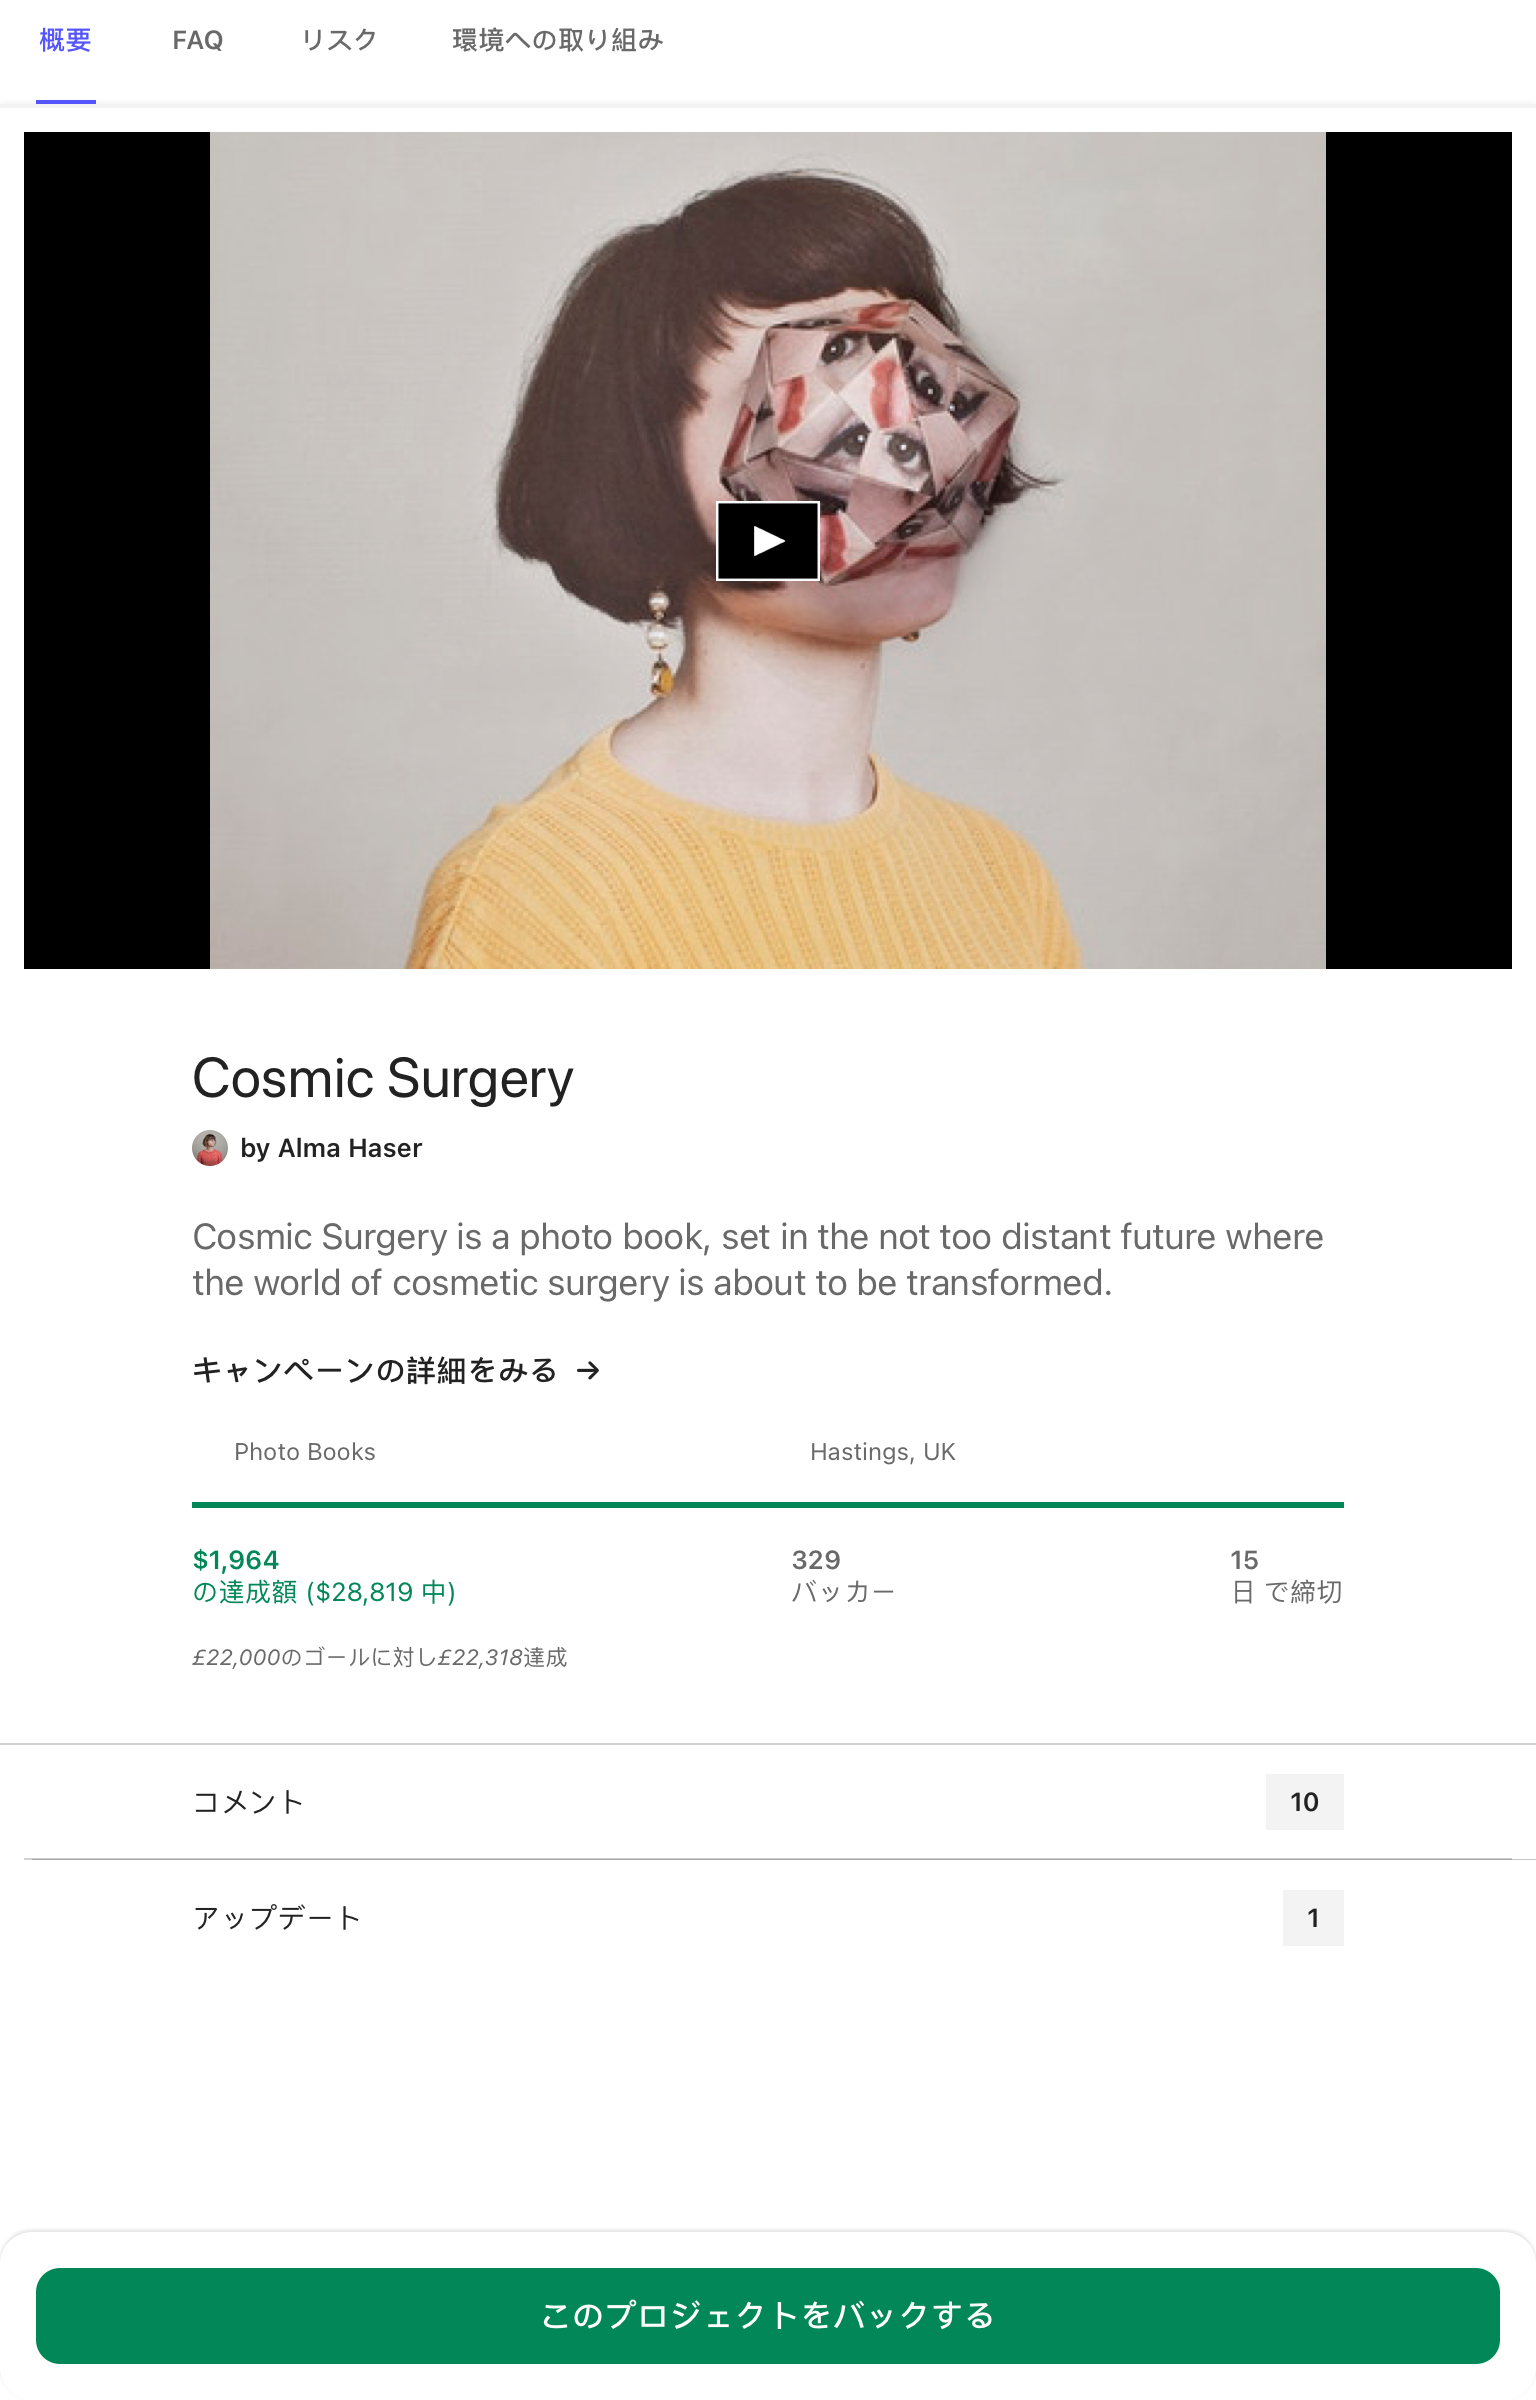 概要 FAQ リスク 環境への取り組み
Cosmic Surgery
by Alma Haser
Cosmic Surgery is a photo book, set in the not too distant future where
the world of cosmetic surgery is about to be transformed.
キャンペーンの詳細をみる →
Photo Books Hastings, UK
$1,964 329 15
の達成額 ($28,819 中) バッカー 日 で締切
£22,000のゴールに対し£22,318達成
コメント 10
アップデート 1
このプロジェクトをバックする